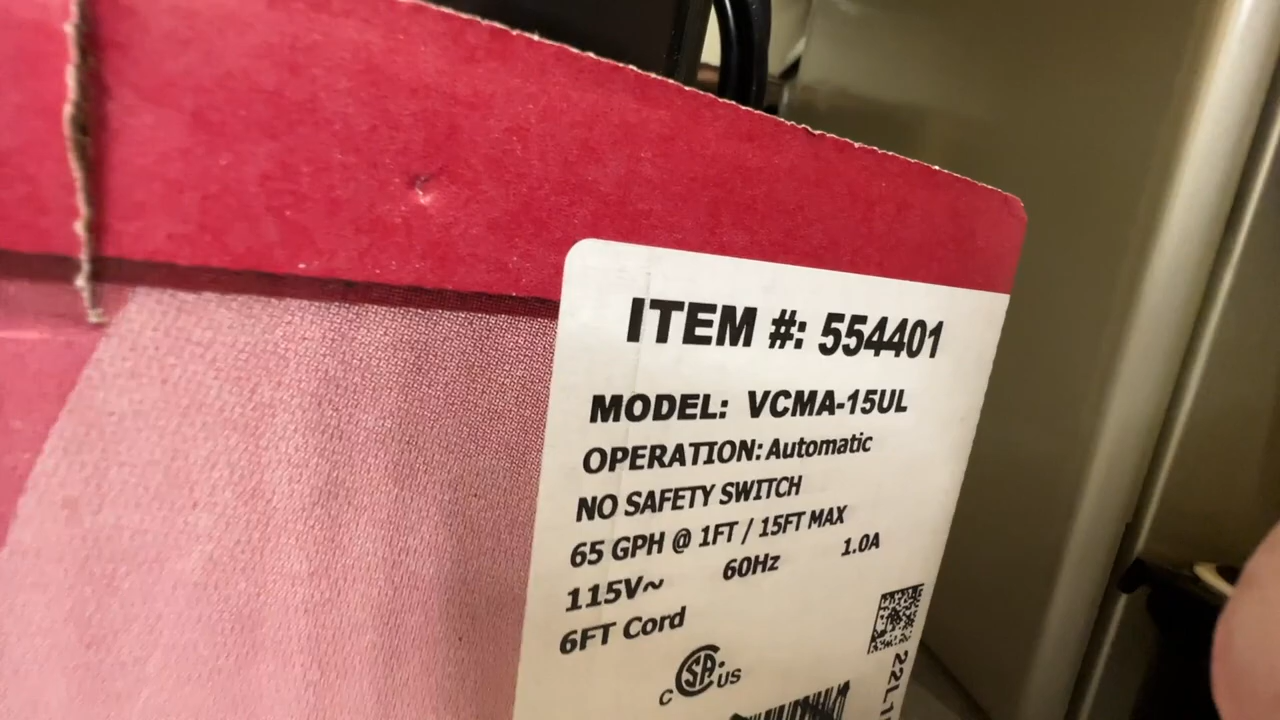 ITEM #: 554401
MODEL: VCMA-15UL
OPERATION: Automatic
NO SAFETY SWITCH
65 GPH @ 1FT / 15FT MAX
115V~ 60Hz 1.0A
6FT Cord
C SA US